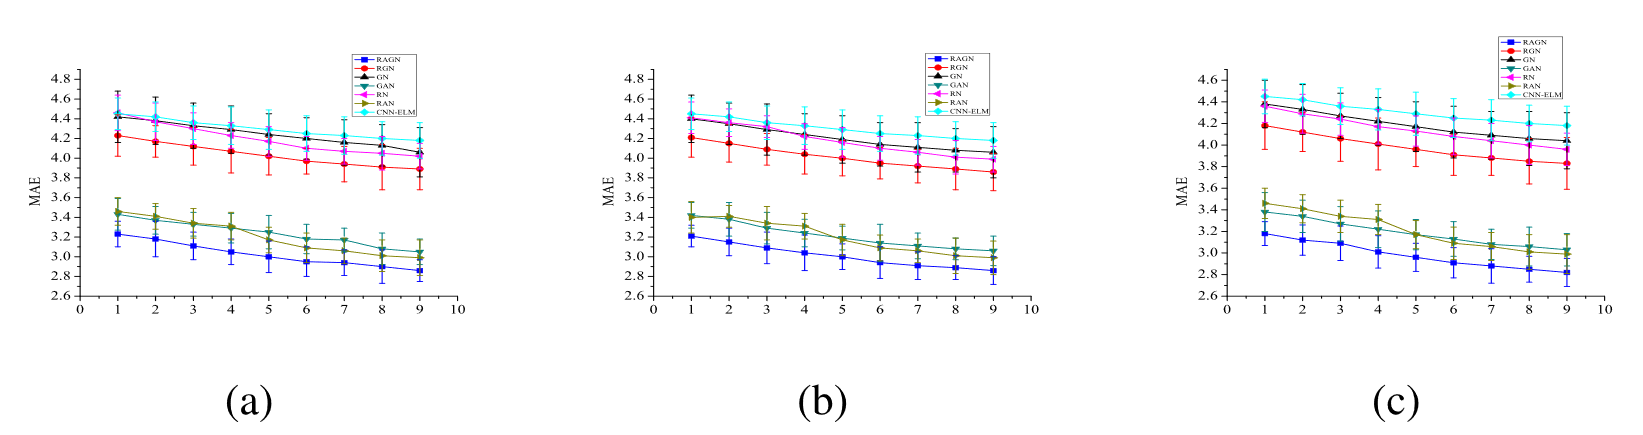 RAGN
RGN
GN
GAN
RN
RAN
CNN-ELM
MAE
4.8
4.6
4.4
4.2
4.0
3.8
3.6
3.4
3.2
3.0
2.8
2.6
0 1 2 3 4 5 6 7 8 9 10
(a)
RAGN
RGN
GN
GAN
RN
RAN
CNN-ELM
MAE
4.8
4.6
4.4
4.2
4.0
3.8
3.6
3.4
3.2
3.0
2.8
2.6
0 1 2 3 4 5 6 7 8 9 10
(b)
RAGN
RGN
GN
GAN
RN
RAN
CNN-ELM
MAE
4.6
4.4
4.2
4.0
3.8
3.6
3.4
3.2
3.0
2.8
2.6
0 1 2 3 4 5 6 7 8 9 10
(c)